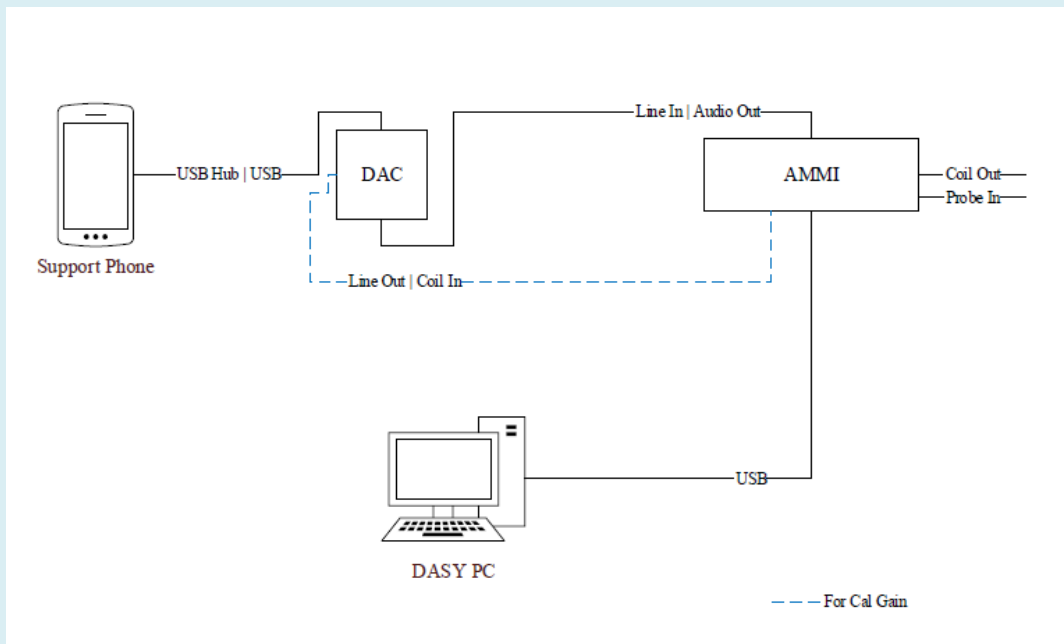 Line In | Audio Out
USB Hub | USB
DAC
AMMI
Coil Out
Probe In
Support Phone
Line Out | Coil In
USB
DASY PC
For Cal Gain